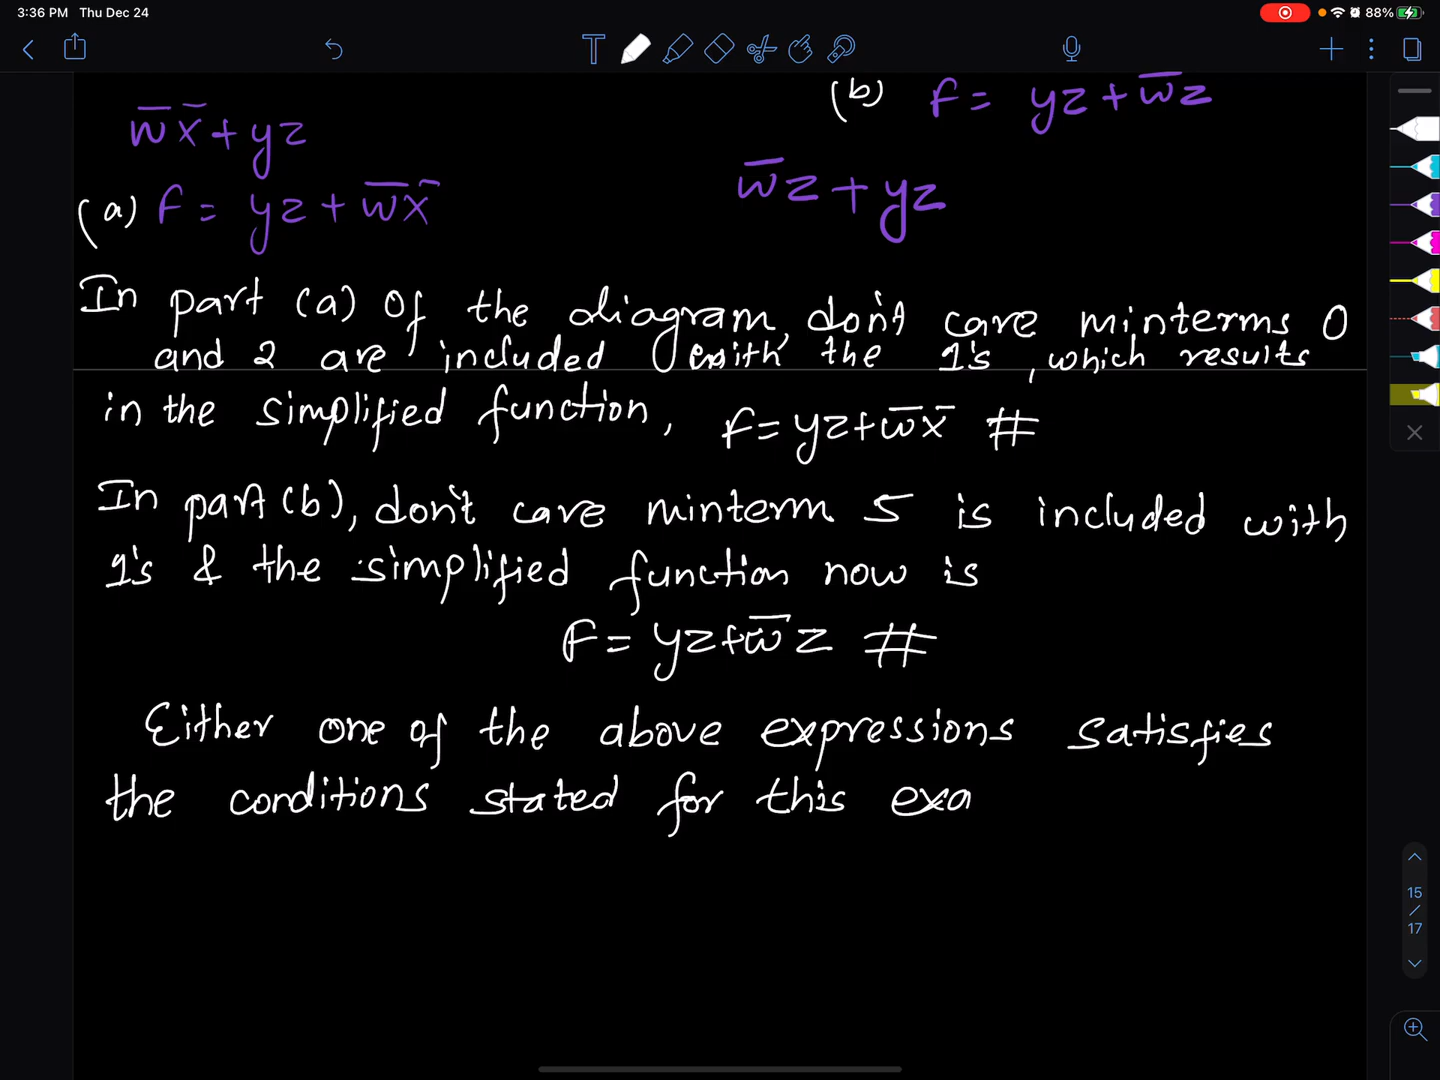 3:36 PM Thu Dec 24
88%
(b) F = yz + w̅z
w̅x̅ + yz
w̅z + yz
(a) F = yz + w̅x̅
In part (a) of the diagram, don't care minterms 0
and 2 are included with the 1's, which results
in the simplified function, F = yz + w̅x̅ #
In part (b), don't care minterm 5 is included with
1's & the simplified function now is
F = yz + w̅z #
Either one of the above expressions satisfies
the conditions stated for this exa
15
/
17